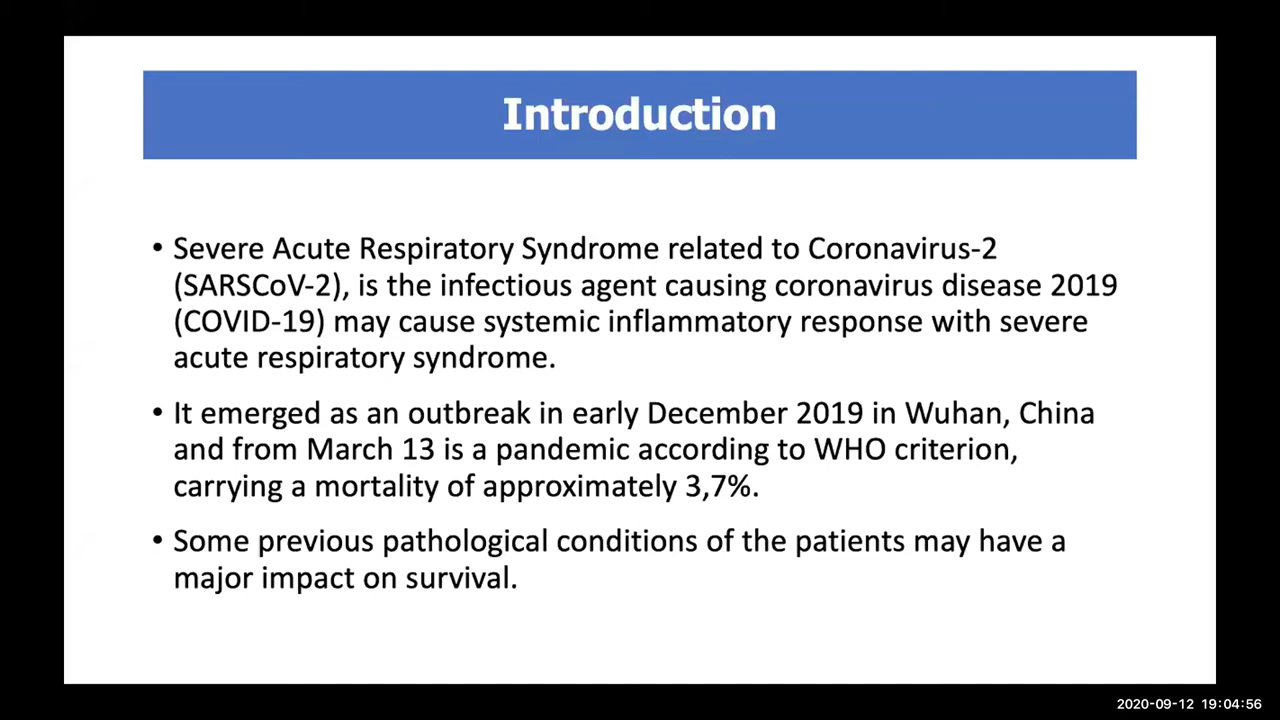 Introduction
• Severe Acute Respiratory Syndrome related to Coronavirus-2
(SARSCoV-2), is the infectious agent causing coronavirus disease 2019
(COVID-19) may cause systemic inflammatory response with severe
acute respiratory syndrome.
• It emerged as an outbreak in early December 2019 in Wuhan, China
and from March 13 is a pandemic according to WHO criterion,
carrying a mortality of approximately 3,7%.
• Some previous pathological conditions of the patients may have a
major impact on survival.
2020-09-12 19:04:56